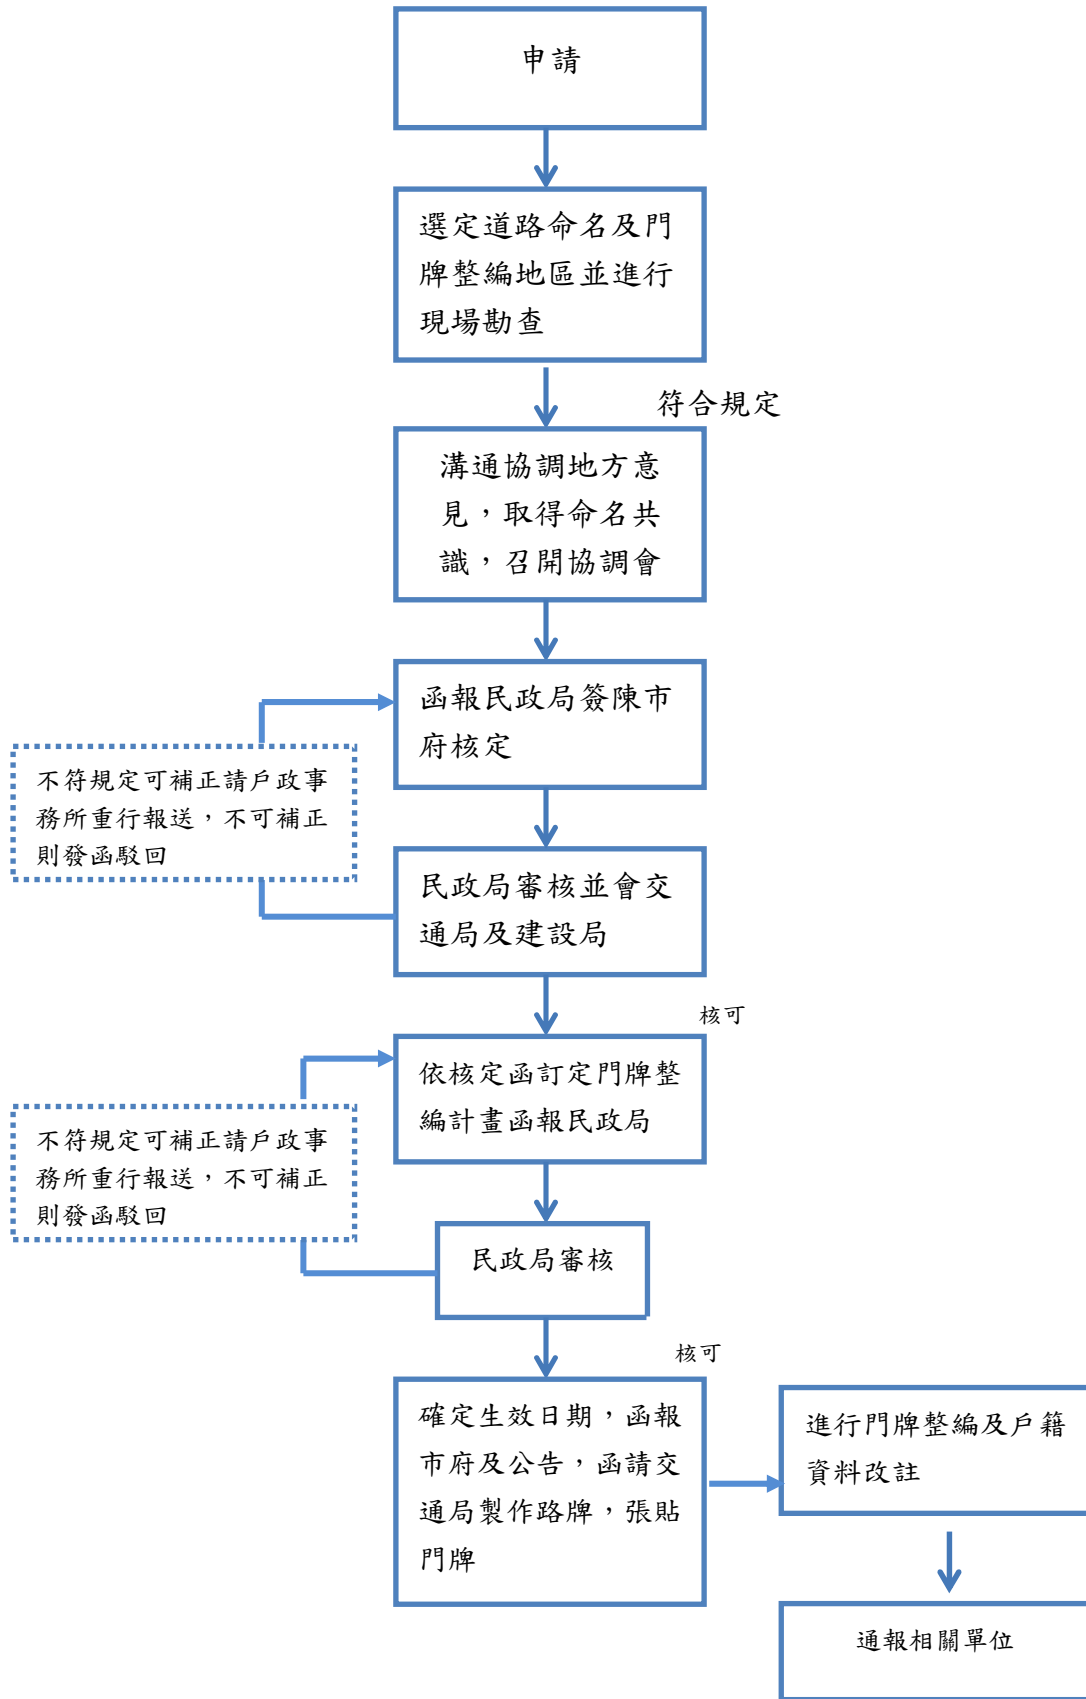 申請
選定道路命名及門
牌整編地區並進行
現場勘查
符合規定
溝通協調地方意
見，取得命名共
識，召開協調會
函報民政局簽陳市
府核定
不符規定可補正請戶政事
務所重行報送，不可補正
則發函駁回
民政局審核並會交
通局及建設局
核可
依核定函訂定門牌整
編計畫函報民政局
不符規定可補正請戶政事
務所重行報送，不可補正
則發函駁回
民政局審核
核可
確定生效日期，函報
市府及公告，函請交
通局製作路牌，張貼
門牌
進行門牌整編及戶籍
資料改註
通報相關單位